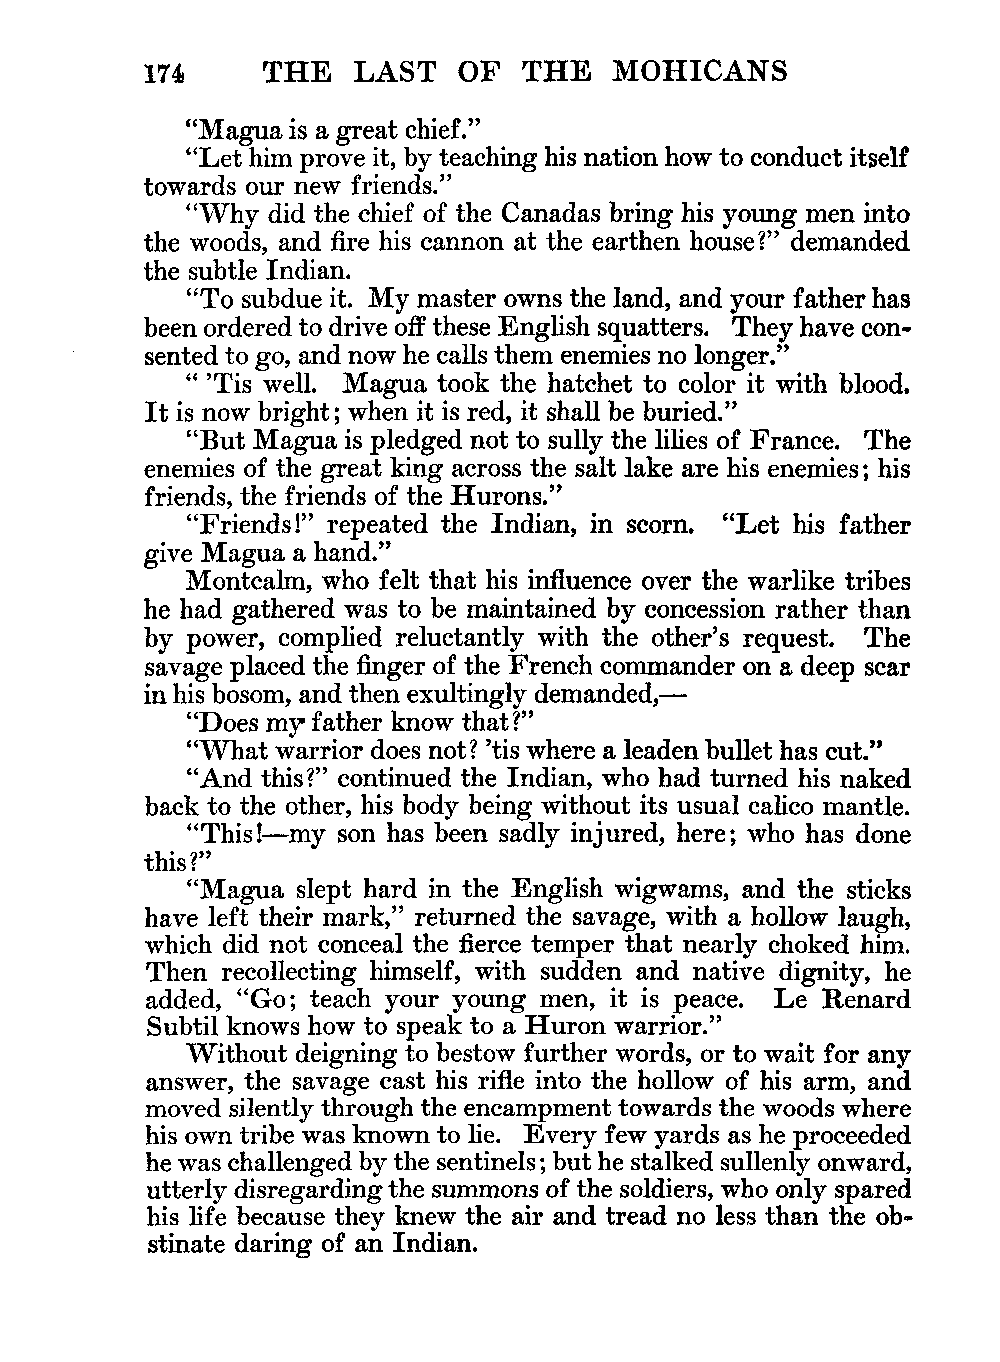 174 THE LAST OF THE MOHICANS
“Magua is a great chief.”
“Let him prove it, by teaching his nation how to conduct itself
towards our new friends.”
“Why did the chief of the Canadas bring his young men into
the woods, and fire his cannon at the earthen house?” demanded
the subtle Indian.
“To subdue it. My master owns the land, and your father has
been ordered to drive off these English squatters. They have con-
sented to go, and now he calls them enemies no longer.”
“ ’Tis well. Magua took the hatchet to color it with blood.
It is now bright; when it is red, it shall be buried.”
“But Magua is pledged not to sully the lilies of France. The
enemies of the great king across the salt lake are his enemies; his
friends, the friends of the Hurons.”
“Friends!” repeated the Indian, in scorn. “Let his father
give Magua a hand.”
Montcalm, who felt that his influence over the warlike tribes
he had gathered was to be maintained by concession rather than
by power, complied reluctantly with the other’s request. The
savage placed the finger of the French commander on a deep scar
in his bosom, and then exultingly demanded,—
“Does my father know that?”
“What warrior does not? ’tis where a leaden bullet has cut.”
“And this?” continued the Indian, who had turned his naked
back to the other, his body being without its usual calico mantle.
“This!—my son has been sadly injured, here; who has done
this?”
“Magua slept hard in the English wigwams, and the sticks
have left their mark,” returned the savage, with a hollow laugh,
which did not conceal the fierce temper that nearly choked him.
Then recollecting himself, with sudden and native dignity, he
added, “Go; teach your young men, it is peace. Le Renard
Subtil knows how to speak to a Huron warrior.”
Without deigning to bestow further words, or to wait for any
answer, the savage cast his rifle into the hollow of his arm, and
moved silently through the encampment towards the woods where
his own tribe was known to lie. Every few yards as he proceeded
he was challenged by the sentinels; but he stalked sullenly onward,
utterly disregarding the summons of the soldiers, who only spared
his life because they knew the air and tread no less than the ob-
stinate daring of an Indian.